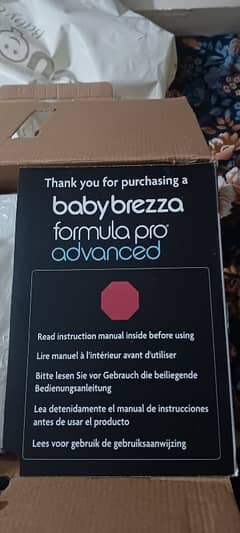 Thank you for purchasing a
babybrezza
formula pro
advanced
Read instruction manual inside before using
Lire manuel à l'intérieur avant d'utiliser
Bitte lesen Sie vor Gebrauch die beiliegende
Bedienungsanleitung
Lea detenidamente el manual de instrucciones
antes de usar el producto
Lees voor gebruik de gebruiksaanwijzing